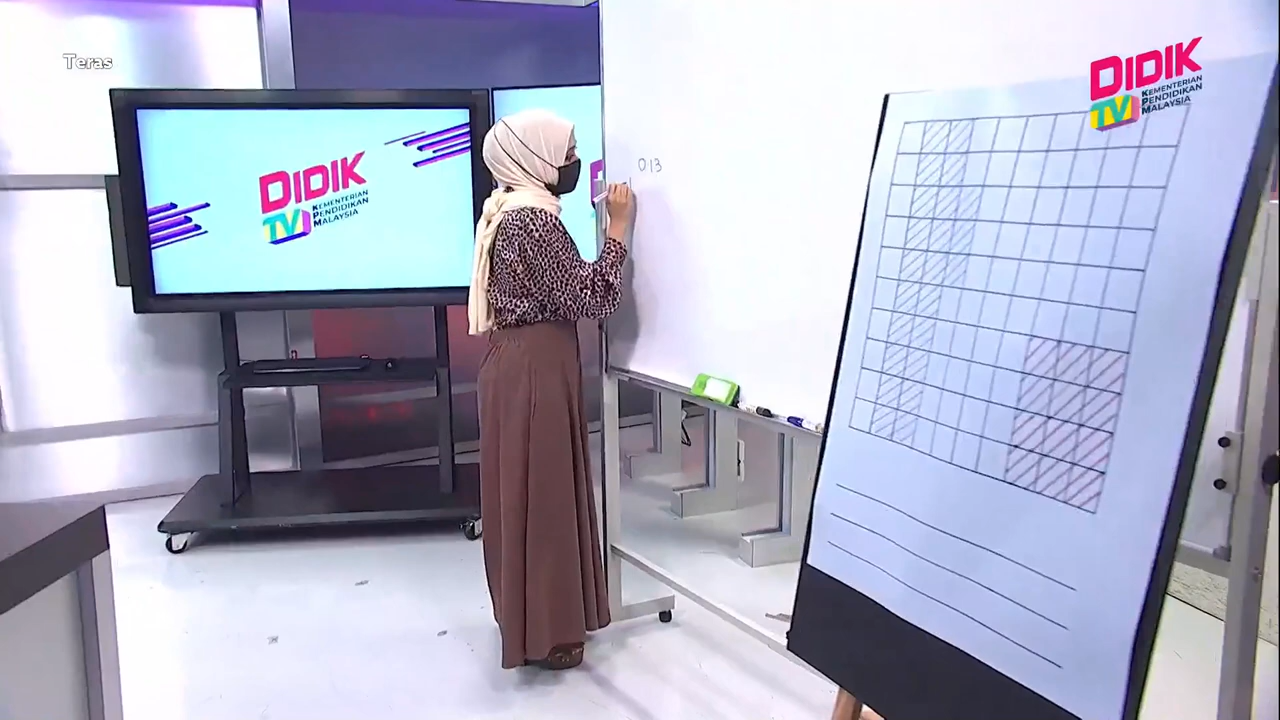 Teras
DIDIK
TV
KEMENTERIAN
PENDIDIKAN
MALAYSIA
DIDIK
TV
KEMENTERIAN
PENDIDIKAN
MALAYSIA
0.13